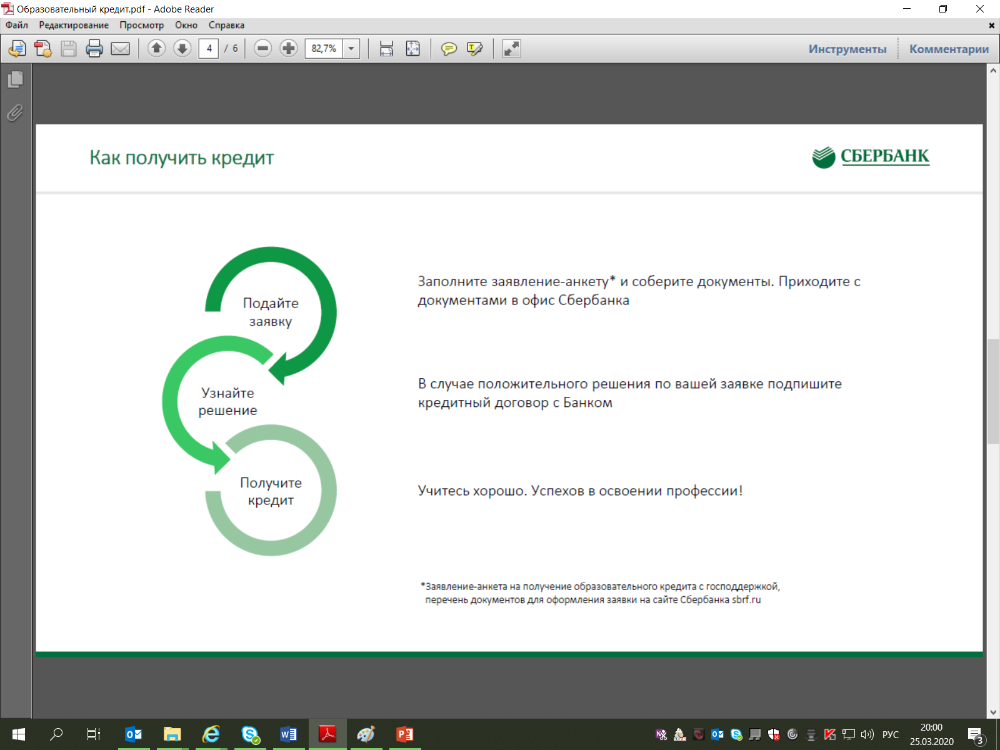 Образовательный кредит.pdf - Adobe Reader
Файл Редактирование Просмотр Окно Справка
4 / 6 82,7% Инструменты Комментарии
Как получить кредит
СБЕРБАНК
Подайте
заявку
Заполните заявление-анкету* и соберите документы. Приходите с
документами в офис Сбербанка
Узнайте
решение
В случае положительного решения по вашей заявке подпишите
кредитный договор с Банком
Получите
кредит
Учитесь хорошо. Успехов в освоении профессии!
*Заявление-анкета на получение образовательного кредита с господдержкой,
перечень документов для оформления заявки на сайте Сбербанка sbrf.ru
РУС
20:00
25.03.2020
3